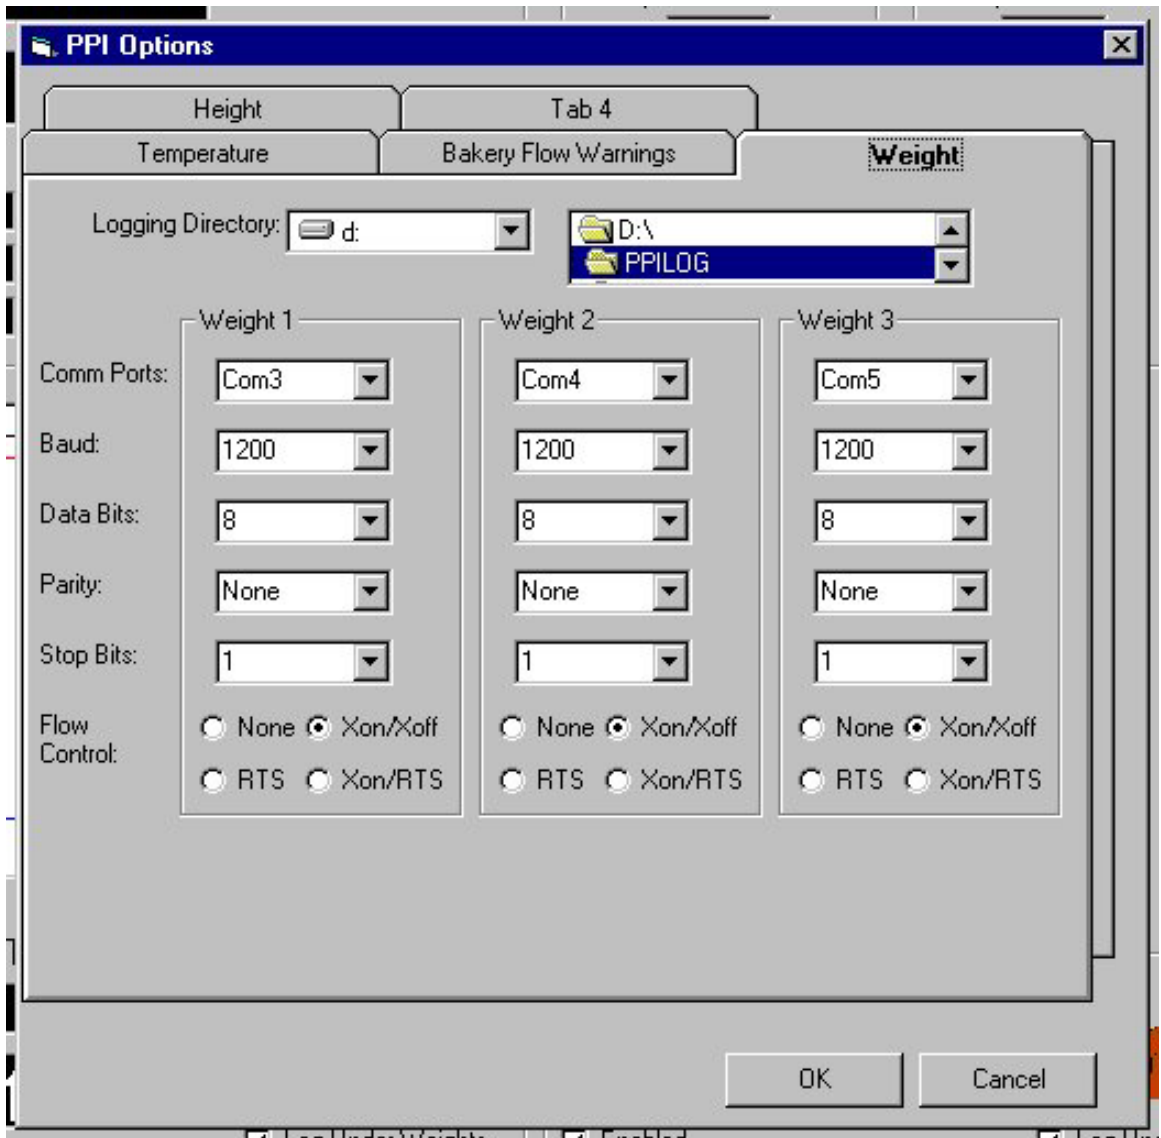 PPI Options
Height Tab 4
Temperature Bakery Flow Warnings Weight
Logging Directory: d: D:\
PPILOG
Weight 1 Weight 2 Weight 3
Comm Ports: Com3 Com4 Com5
Baud: 1200 1200 1200
Data Bits: 8 8 8
Parity: None None None
Stop Bits: 1 1 1
Flow None Xon/Xoff None Xon/Xoff None Xon/Xoff
Control:
RTS Xon/RTS RTS Xon/RTS RTS Xon/RTS
OK Cancel
Enabled